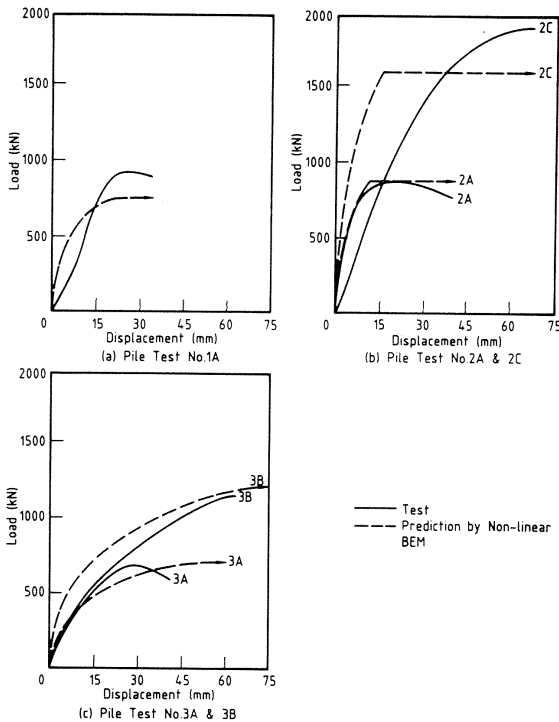 2000
1500
1000
500
0
15
30
45
60
75
Load (kN)
Displacement (mm)
(a) Pile Test No.1A
2000
1500
1000
500
0
15
30
45
60
75
Load (kN)
2C
2C
2A
2A
Displacement (mm)
(b) Pile Test No.2A & 2C
2000
1500
1000
500
0
15
30
45
60
75
Load (kN)
3B
3B
3A
3A
Displacement (mm)
(c) Pile Test No.3A & 3B
Test
Prediction by Non-linear
BEM